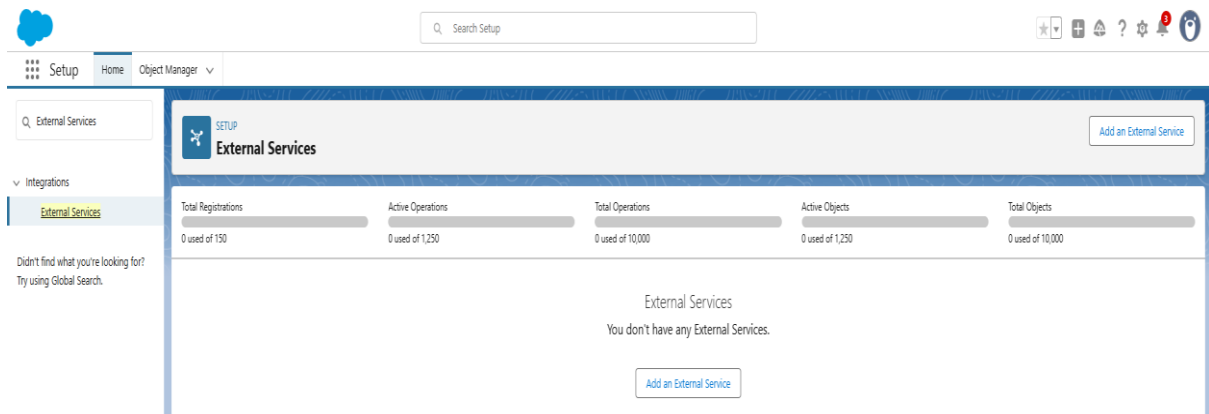 Search Setup
3
Setup
Home
Object Manager
External Services
SETUP
External Services
Add an External Service
Integrations
External Services
Didn't find what you're looking for?
Try using Global Search.
Total Registrations
0 used of 150
Active Operations
0 used of 1,250
Total Operations
0 used of 10,000
Active Objects
0 used of 1,250
Total Objects
0 used of 10,000
External Services
You don't have any External Services.
Add an External Service